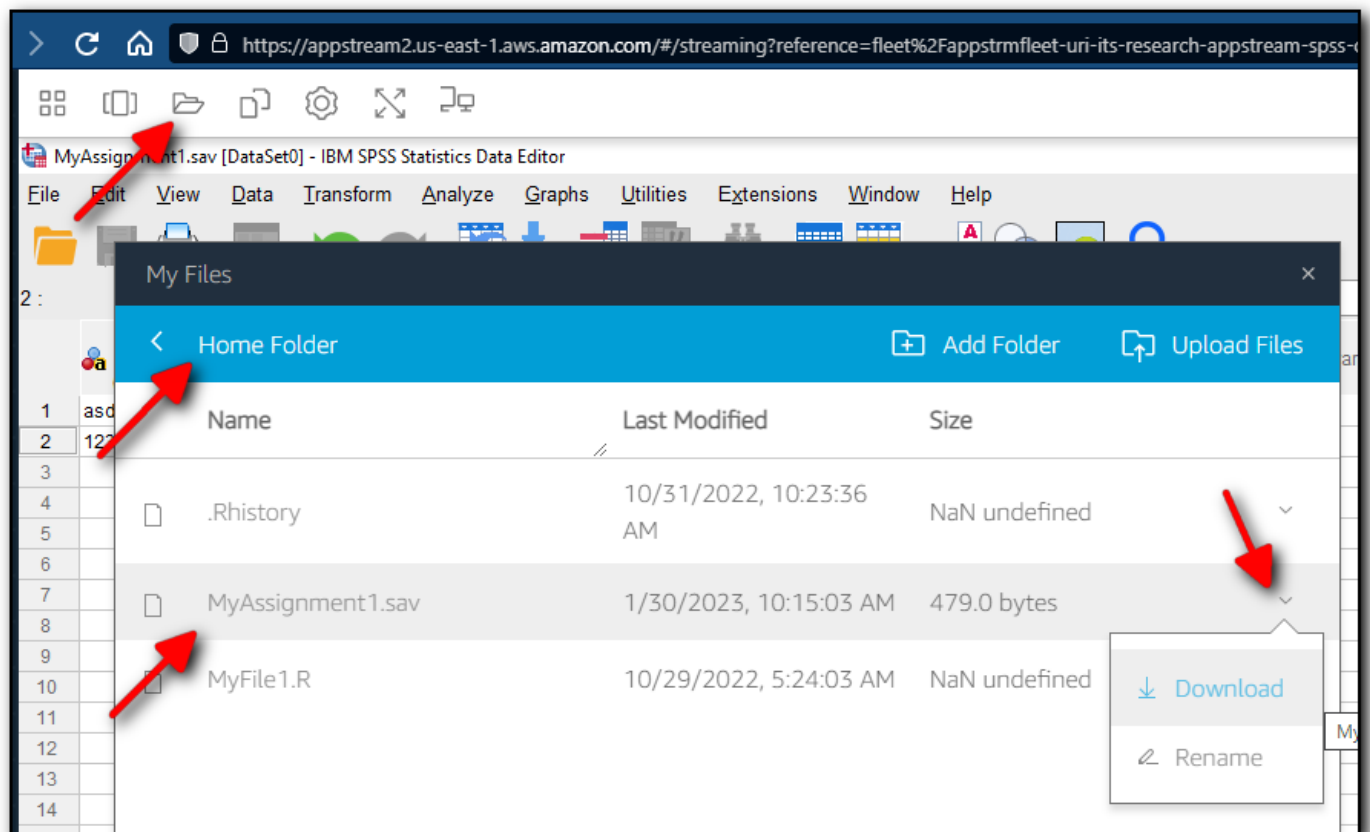 https://appstream2.us-east-1.aws.amazon.com/#/streaming?reference=fleet%2Fappstrmfleet-uri-its-research-appstream-spss-
MyAssignment1.sav [DataSet0] - IBM SPSS Statistics Data Editor
File Edit View Data Transform Analyze Graphs Utilities Extensions Window Help
A
My Files ×
2 :
Home Folder Add Folder Upload Files
a
1 asd
Name Last Modified Size
2 123
3
4
5
.Rhistory 10/31/2022, 10:23:36 AM NaN undefined
6
7
8
MyAssignment1.sav 1/30/2023, 10:15:03 AM 479.0 bytes
9
10
MyFile1.R 10/29/2022, 5:24:03 AM NaN undefined
Download
11
12
My
13
Rename
14